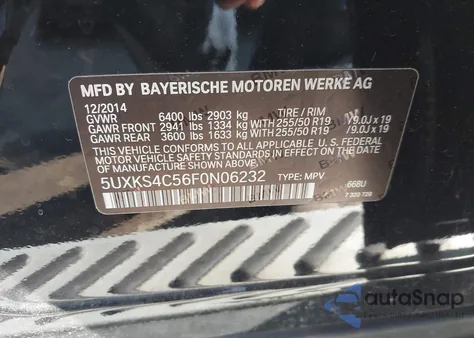 MFD BY BAYERISCHE MOTOREN WERKE AG
12/2014
GVWR 6400 lbs 2903 kg TIRE / RIM
GAWR FRONT 2941 lbs 1334 kg 255/50 R19 /9.0J x 19
GAWR REAR 3600 lbs 1633 kg 255/50 R19 /9.0J x 19
THIS VEHICLE CONFORMS TO ALL APPLICABLE U.S. FEDERAL
MOTOR VEHICLE SAFETY STANDARDS IN EFFECT ON
THE DATE OF MANUFACTURE SHOWN ABOVE.
5UXKS4C56F0N06232 TYPE: MPV
668U
7 322 729
autoSnap